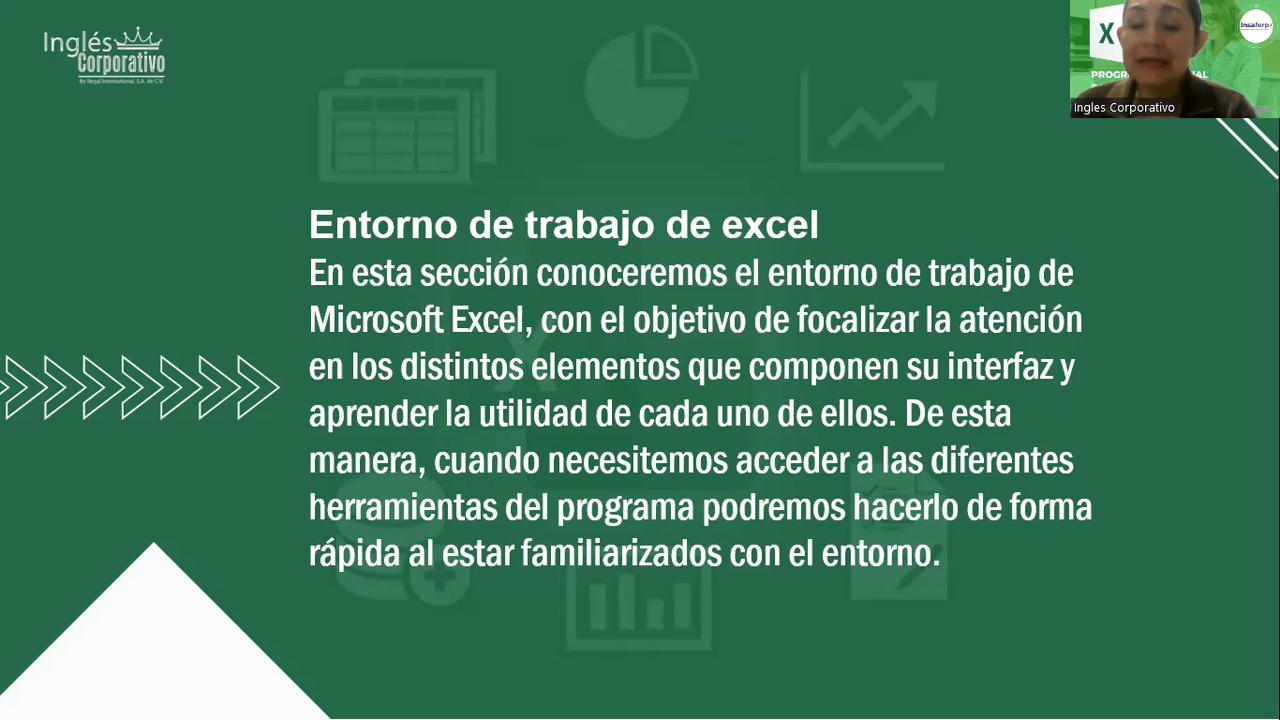 Inglés
Corporativo
By Regal International, S.A. de C.V.
X
Insaforp
PROGR
AL
Ingles Corporativo
Entorno de trabajo de excel
En esta sección conoceremos el entorno de trabajo de
Microsoft Excel, con el objetivo de focalizar la atención
en los distintos elementos que componen su interfaz y
aprender la utilidad de cada uno de ellos. De esta
manera, cuando necesitemos acceder a las diferentes
herramientas del programa podremos hacerlo de forma
rápida al estar familiarizados con el entorno.